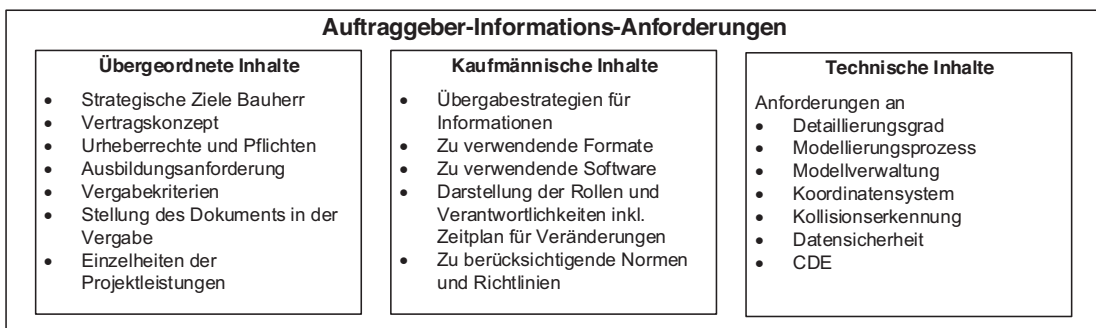 Auftraggeber-Informations-Anforderungen
Übergeordnete Inhalte
• Strategische Ziele Bauherr
• Vertragskonzept
• Urheberrechte und Pflichten
• Ausbildungsanforderung
• Vergabekriterien
• Stellung des Dokuments in der
Vergabe
• Einzelheiten der
Projektleistungen
Kaufmännische Inhalte
• Übergabestrategien für
Informationen
• Zu verwendende Formate
• Zu verwendende Software
• Darstellung der Rollen und
Verantwortlichkeiten inkl.
Zeitplan für Veränderungen
• Zu berücksichtigende Normen
und Richtlinien
Technische Inhalte
Anforderungen an
• Detaillierungsgrad
• Modellierungsprozess
• Modellverwaltung
• Koordinatensystem
• Kollisionserkennung
• Datensicherheit
• CDE